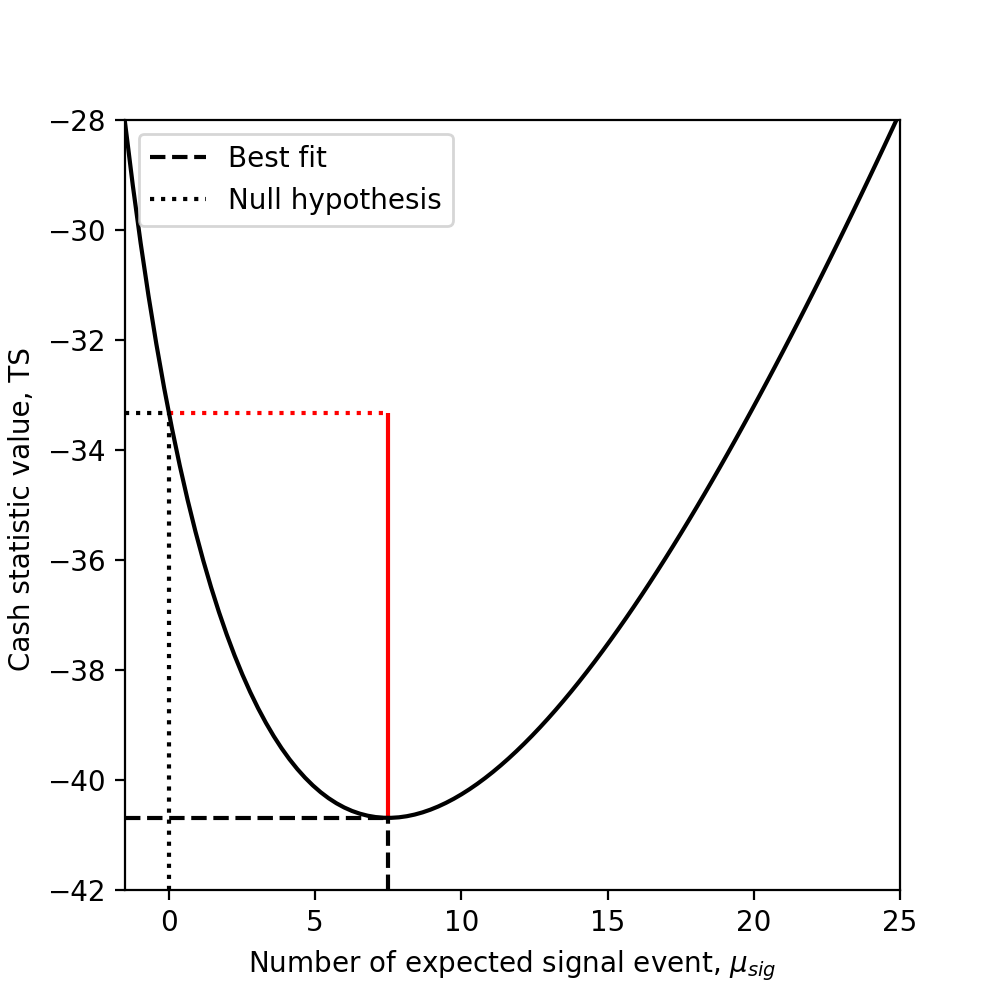 −28
−30
−32
−34
−36
−38
−40
−42
Cash statistic value, TS
Best fit
Null hypothesis
0 5 10 15 20 25
Number of expected signal event, μsig